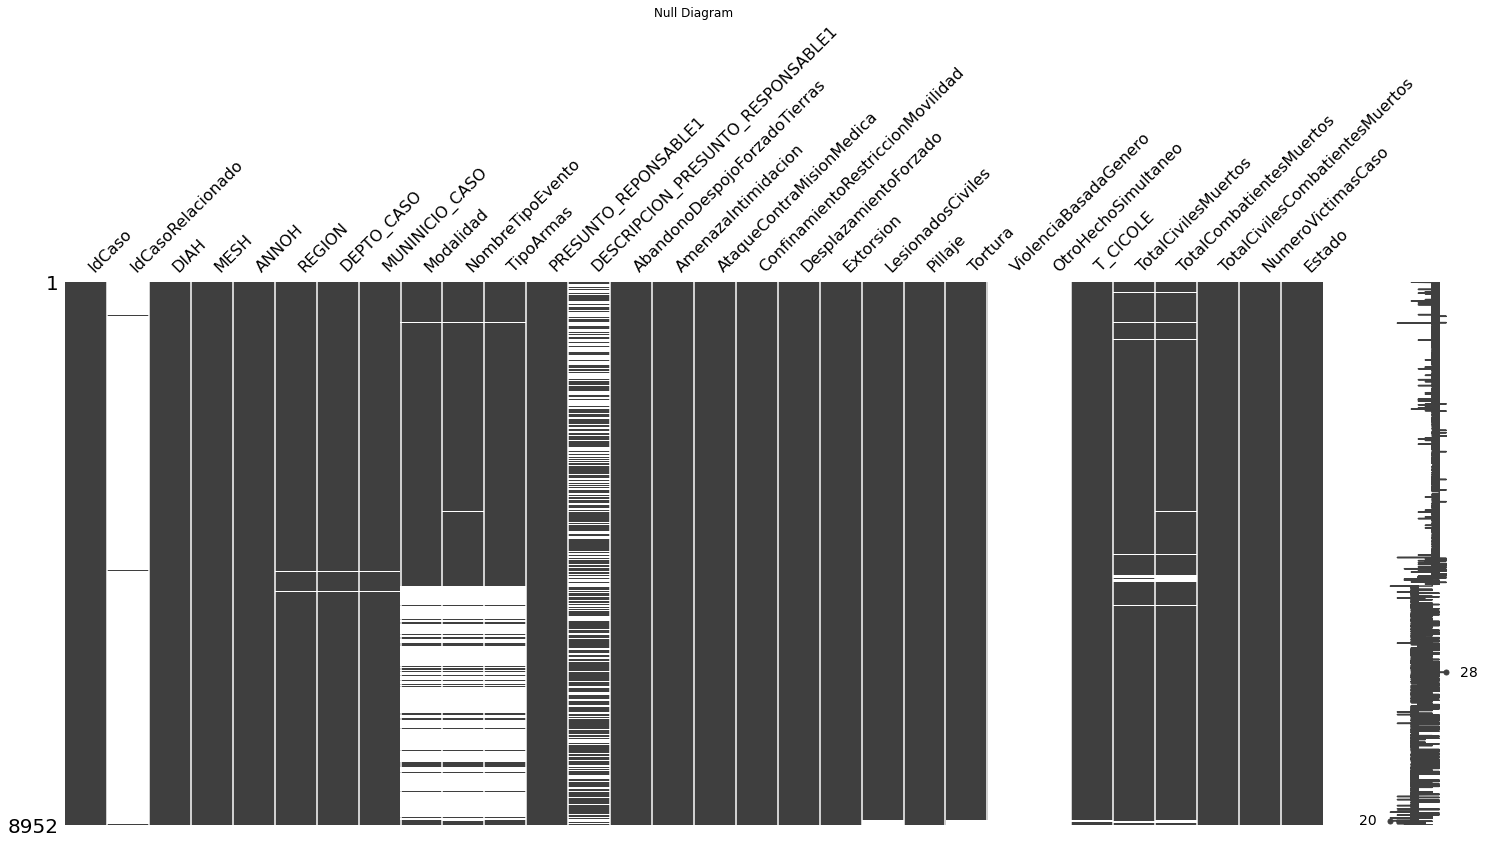 Null Diagram
IdCaso
IdCasoRelacionado
DIAH
MESH
ANNOH
REGION
DEPTO_CASO
MUNINICIO_CASO
Modalidad
NombreTipoEvento
TipoArmas
PRESUNTO_REPONSABLE1
DESCRIPCION_PRESUNTO_RESPONSABLE1
AbandonoDespojoForzadoTierras
AmenazaIntimidacion
AtaqueContraMisionMedica
ConfinamientoRestriccionMovilidad
DesplazamientoForzado
Extorsion
LesionadosCiviles
Pillaje
Tortura
ViolenciaBasadaGenero
OtroHechoSimultaneo
T_CICOLE
TotalCivilesMuertos
TotalCombatientesMuertos
TotalCivilesCombatientesMuertos
NumeroVictimasCaso
Estado
1
28
20
8952